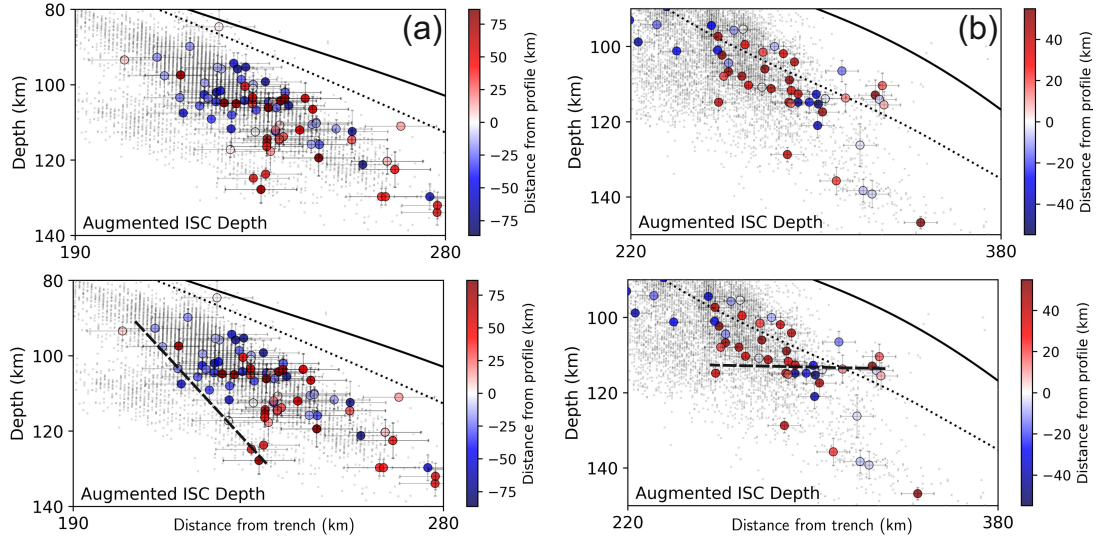 80
100
120
140
Depth (km)
(a)
Augmented ISC Depth
190
280
75
50
25
0
−25
−50
−75
Distance from profile (km)
100
120
140
Depth (km)
(b)
Augmented ISC Depth
220
380
40
20
0
−20
−40
Distance from profile (km)
80
100
120
140
Depth (km)
Augmented ISC Depth
190
Distance from trench (km)
280
75
50
25
0
−25
−50
−75
Distance from profile (km)
100
120
140
Depth (km)
Augmented ISC Depth
220
Distance from trench (km)
380
40
20
0
−20
−40
Distance from profile (km)